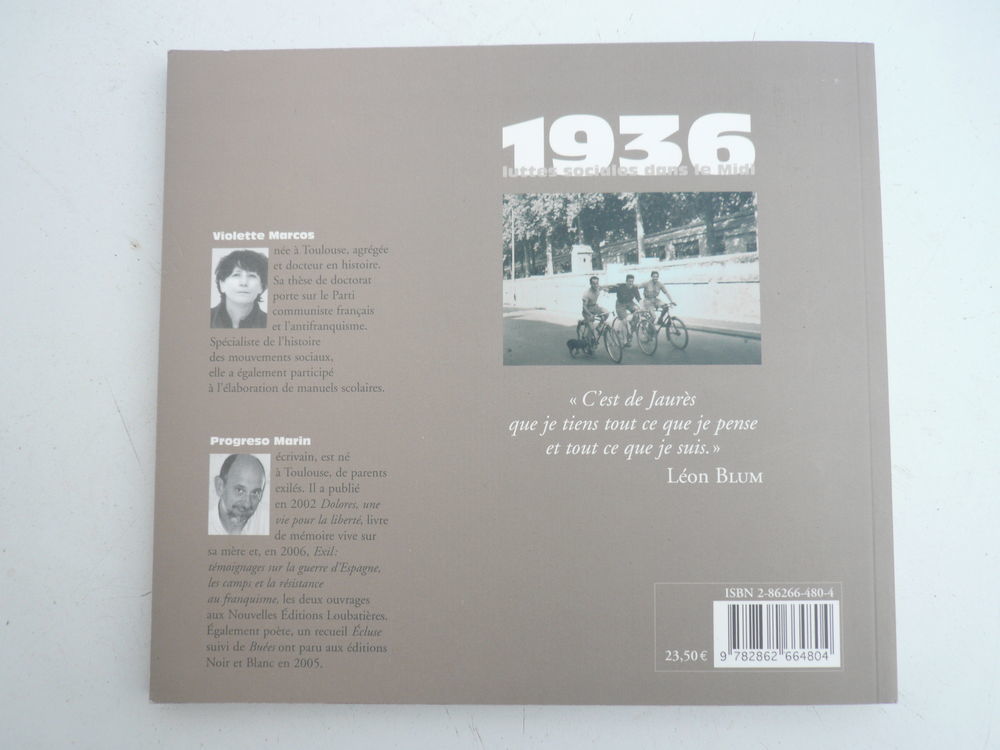 1936
luttes sociales dans le Midi
Violette Marcos
née à Toulouse, agrégée
et docteur en histoire.
Sa thèse de doctorat
porte sur le Parti
communiste français
et l'antifranquisme.
Spécialiste de l'histoire
des mouvements sociaux,
elle a également participé
à l'élaboration de manuels scolaires.
Progreso Marin
écrivain, est né
à Toulouse, de parents
exilés. Il a publié
en 2002 Dolores, une
vie pour la liberté, livre
de mémoire vive sur
sa mère et, en 2006, Exil :
témoignages sur la guerre d'Espagne,
les camps et la résistance
au franquisme, les deux ouvrages
aux Nouvelles Éditions Loubatières.
Également poète, un recueil Écluse
suivi de Buées ont paru aux éditions
Noir et Blanc en 2005.
« C'est de Jaurès
que je tiens tout ce que je pense
et tout ce que je suis. »
Léon BLUM
ISBN 2-86266-480-4
23,50 €
9 782862 664804